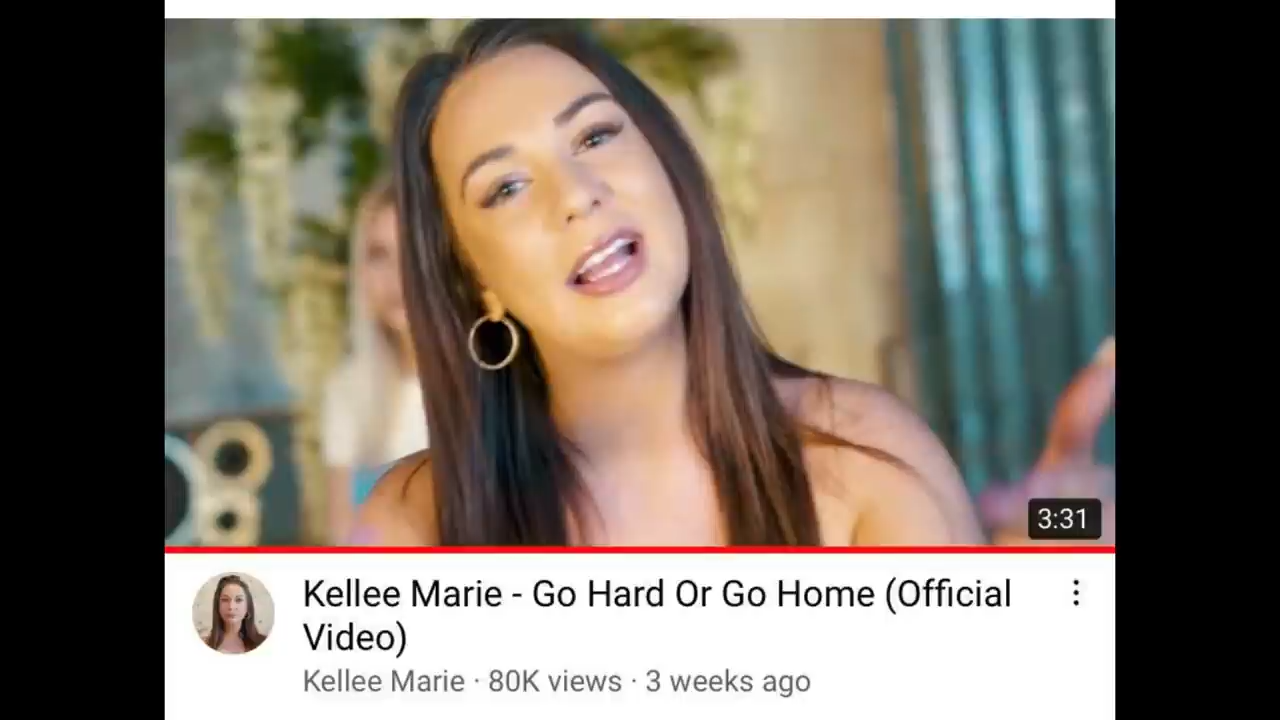 3:31
Kellee Marie - Go Hard Or Go Home (Official
Video)
Kellee Marie · 80K views · 3 weeks ago